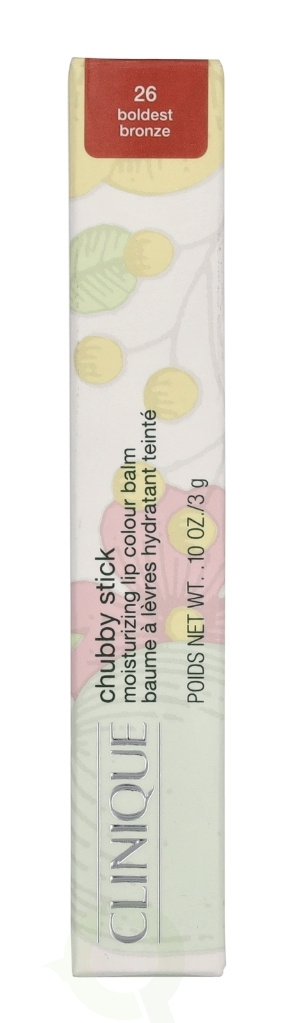 26
boldest
bronze
CLINIQUE
chubby stick
moisturizing lip colour balm
baume à lèvres hydratant teinté
POIDS NET WT. .10 OZ./3 g